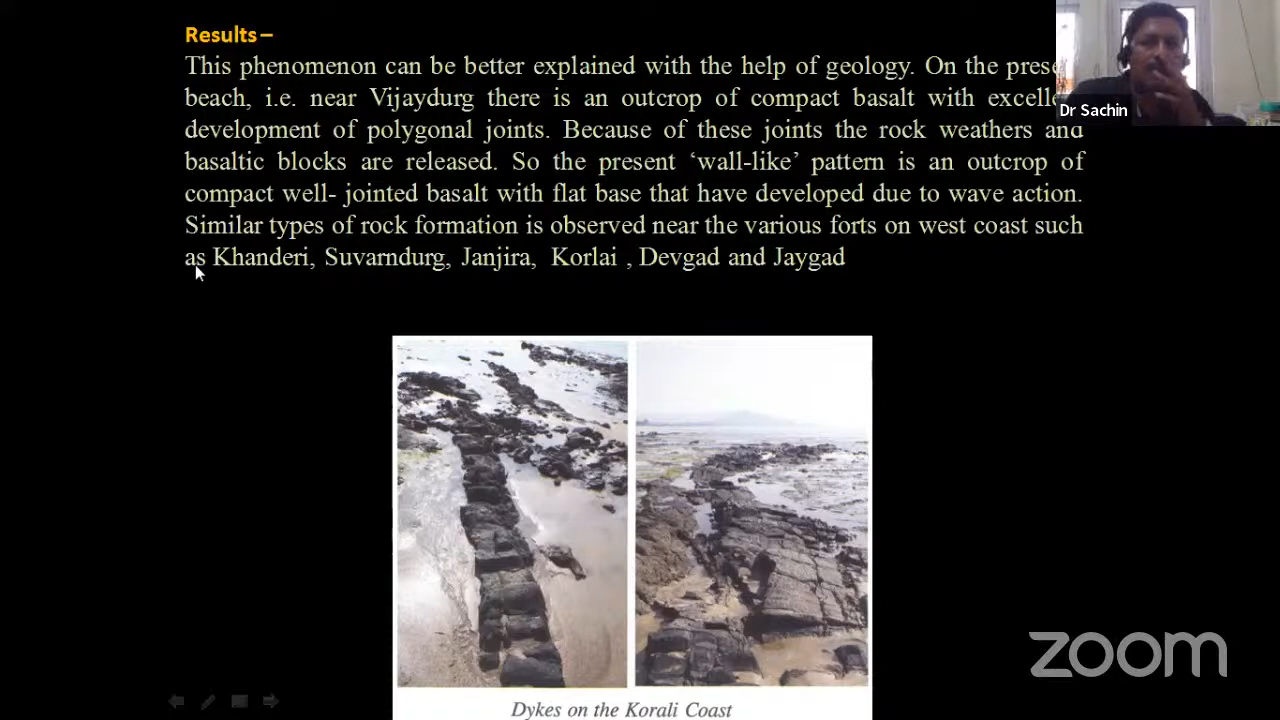 Results –
This phenomenon can be better explained with the help of geology. On the prese
beach, i.e. near Vijaydurg there is an outcrop of compact basalt with excelle
development of polygonal joints. Because of these joints the rock weathers and
basaltic blocks are released. So the present ‘wall-like’ pattern is an outcrop of
compact well- jointed basalt with flat base that have developed due to wave action.
Similar types of rock formation is observed near the various forts on west coast such
as Khanderi, Suvarndurg, Janjira, Korlai , Devgad and Jaygad
Dr Sachin
zoom
Dykes on the Korali Coast